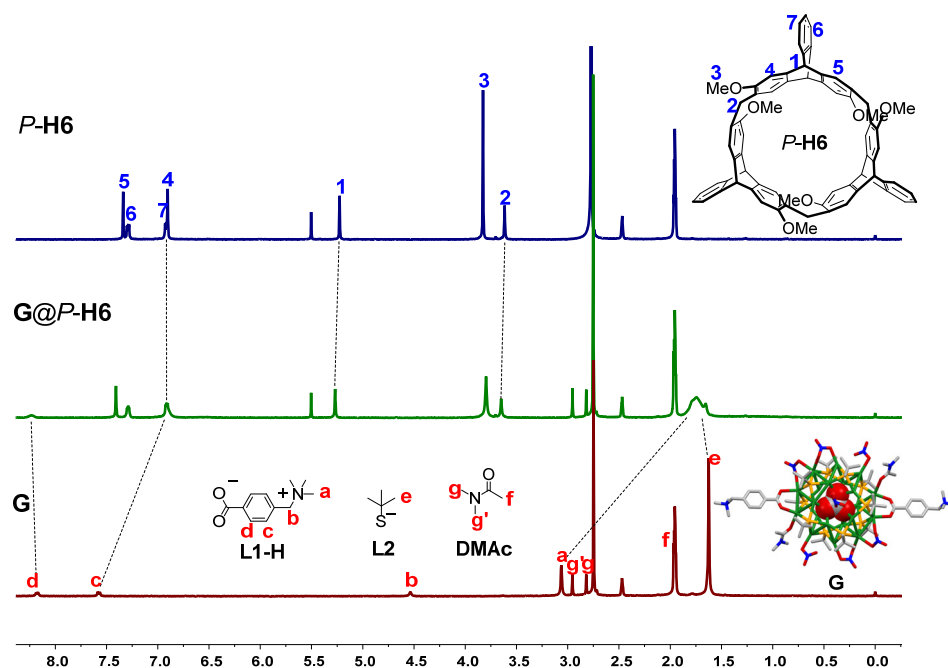 7
6
1
4
5
3
MeO
2
OMe
OMe
OMe
P-H6
MeO
OMe
P-H6
3
5
4
6
7
1
2
G@P-H6
G
O
O
−
+
N
a
b
d
c
L1-H
e
S
−
L2
O
g
N
f
g'
DMAc
G
d
c
b
a
g'
g
f
e
8.0 7.5 7.0 6.5 6.0 5.5 5.0 4.5 4.0 3.5 3.0 2.5 2.0 1.5 1.0 0.5 0.0